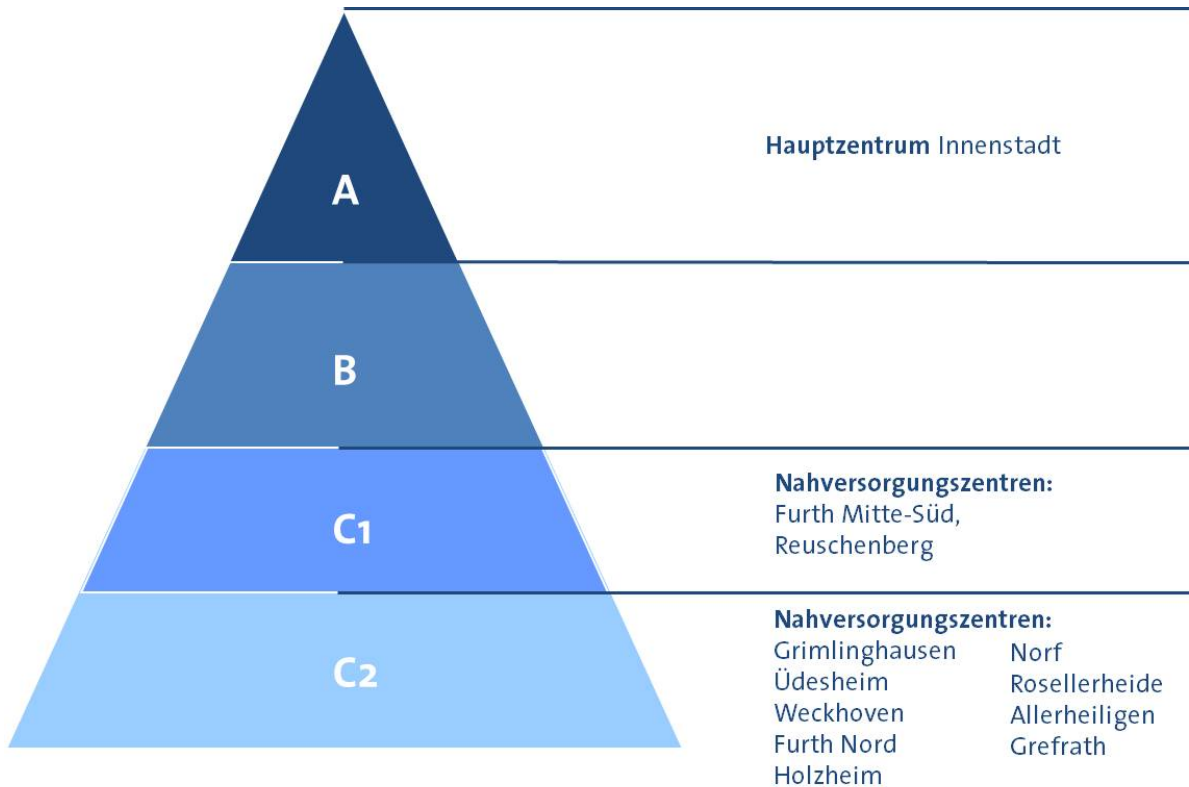 A
Hauptzentrum Innenstadt
B
C1
Nahversorgungszentren:
Furth Mitte-Süd,
Reuschenberg
C2
Nahversorgungszentren:
Grimlinghausen
Üdesheim
Weckhoven
Furth Nord
Holzheim
Norf
Rosellerheide
Allerheiligen
Grefrath